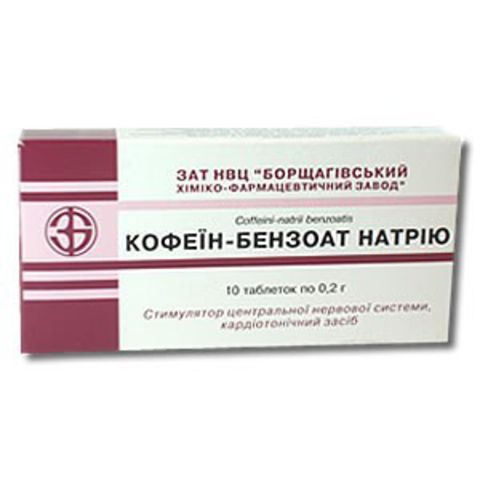 ЗАТ НВЦ "БОРЩАГІВСЬКИЙ
ХІМІКО-ФАРМАЦЕВТИЧНИЙ ЗАВОД"
Coffeini-natrii benzoatis
КОФЕЇН-БЕНЗОАТ НАТРІЮ
10 таблеток по 0,2 г
Стимулятор центральної нервової системи,
кардіотонічний засіб